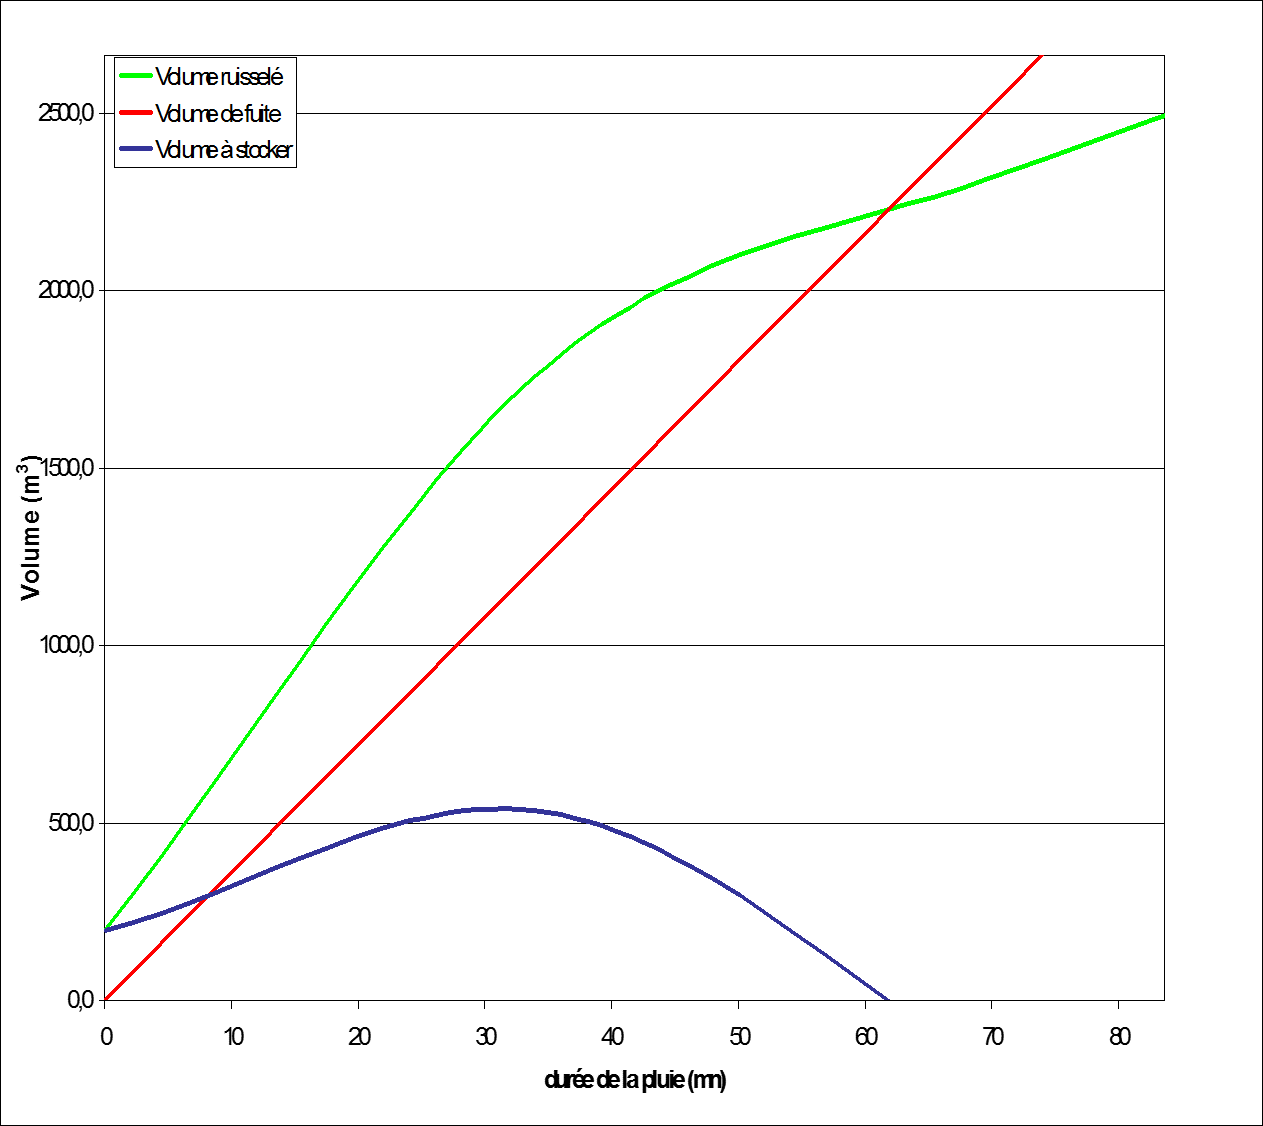 Volume ruisselé
Volume de fuite
Volume à stocker
2500,0
2000,0
1500,0
1000,0
500,0
0,0
Volume (m³)
0 10 20 30 40 50 60 70 80
durée de la pluie (mn)